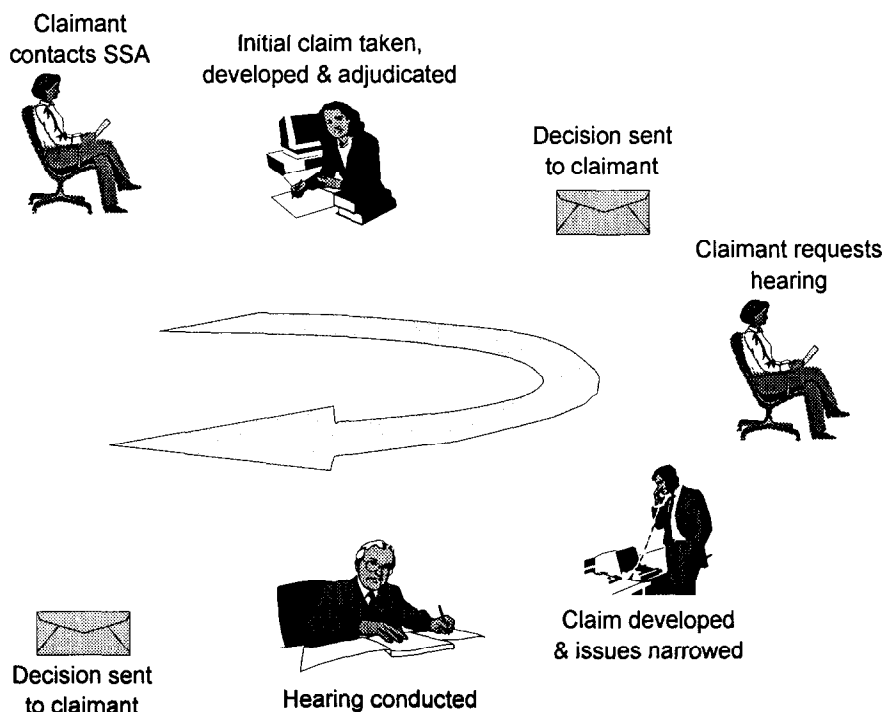 Claimant
contacts SSA
Initial claim taken,
developed & adjudicated
Decision sent
to claimant
Claimant requests
hearing
Claim developed
& issues narrowed
Hearing conducted
Decision sent
to claimant